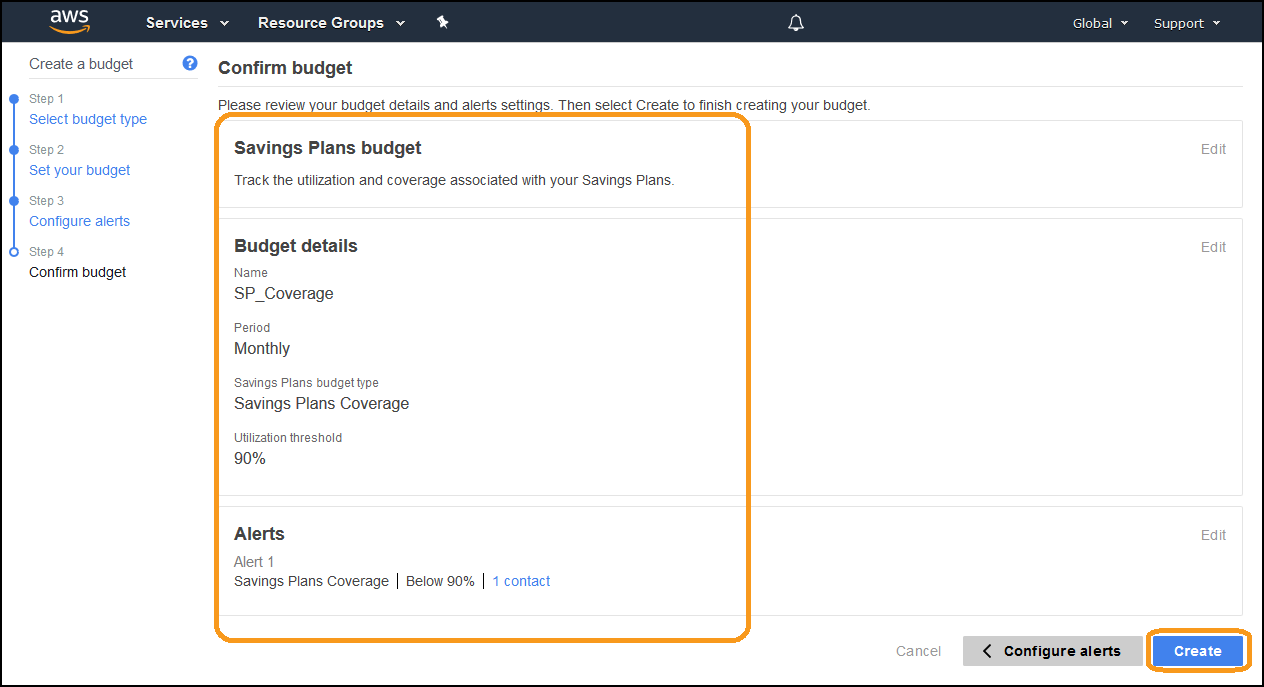 aws Services Resource Groups Global Support
Create a budget ?
Step 1
Select budget type
Step 2
Set your budget
Step 3
Configure alerts
Step 4
Confirm budget
Confirm budget
Please review your budget details and alerts settings. Then select Create to finish creating your budget.
Savings Plans budget Edit
Track the utilization and coverage associated with your Savings Plans.
Budget details Edit
Name
SP_Coverage
Period
Monthly
Savings Plans budget type
Savings Plans Coverage
Utilization threshold
90%
Alerts Edit
Alert 1
Savings Plans Coverage | Below 90% | 1 contact
Cancel Configure alerts Create